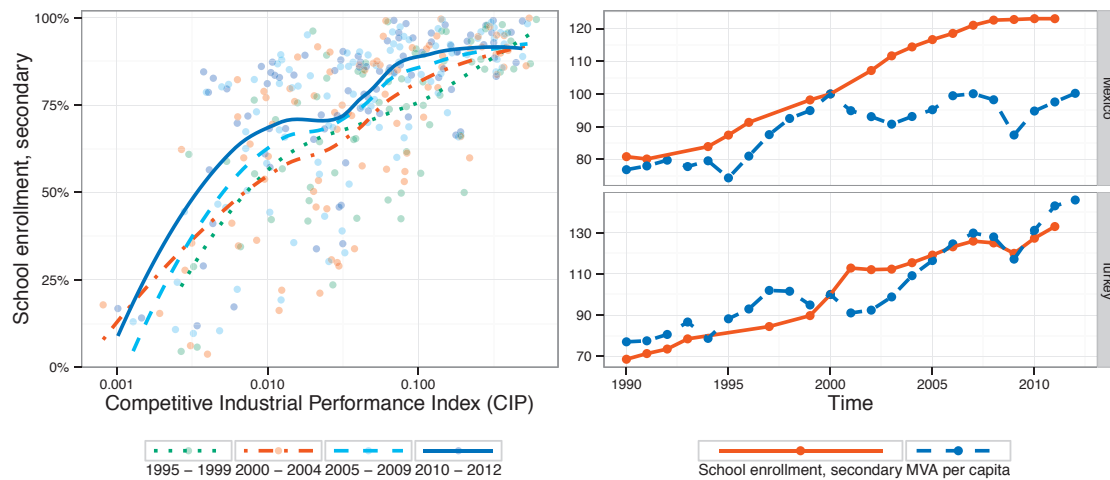 School enrollment, secondary
100%
75%
50%
25%
0%
0.001 0.010 0.100
Competitive Industrial Performance Index (CIP)
1995 – 1999 2000 – 2004 2005 – 2009 2010 – 2012
120
100
90
80
Mexico
130
110
90
70
Turkey
1990 1995 2000 2005 2010
Time
School enrollment, secondary MVA per capita